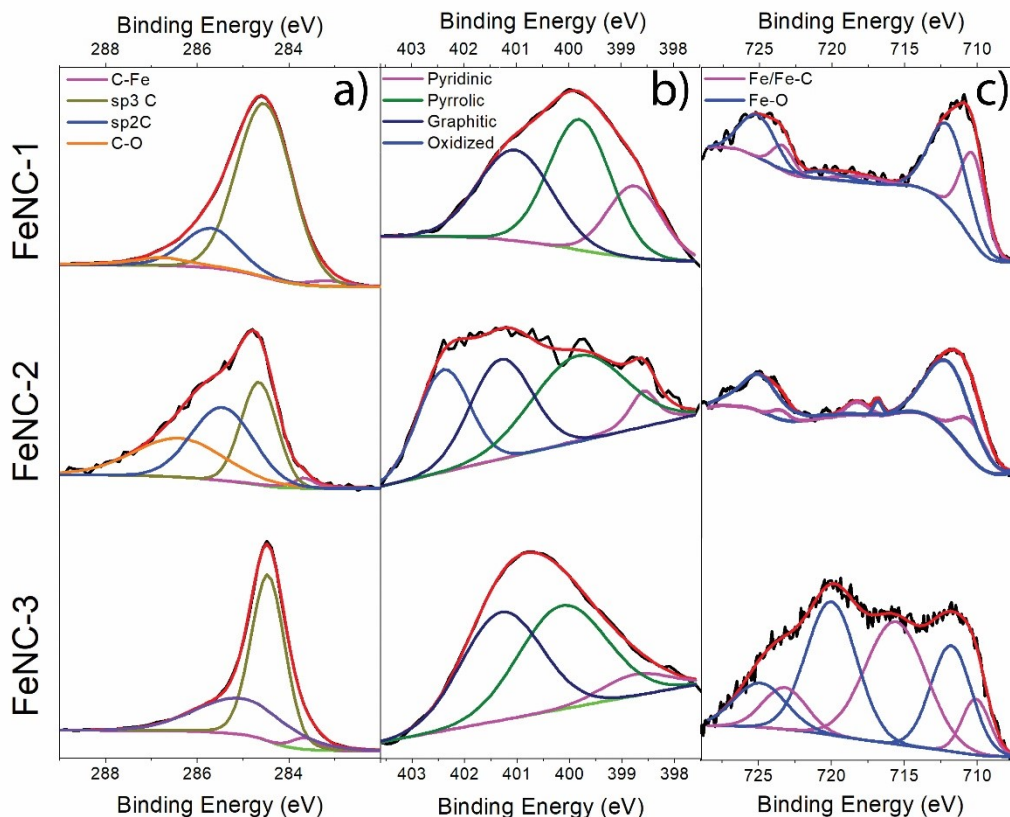 Binding Energy (eV) Binding Energy (eV) Binding Energy (eV)
288 286 284 403 402 401 400 399 398 725 720 715 710
C-Fe
sp3 C
sp2C
C-O
a)
Pyridinic
Pyrrolic
Graphitic
Oxidized
b)
Fe/Fe-C
Fe-O
c)
FeNC-1
FeNC-2
FeNC-3
288 286 284 403 402 401 400 399 398 725 720 715 710
Binding Energy (eV) Binding Energy (eV) Binding Energy (eV)